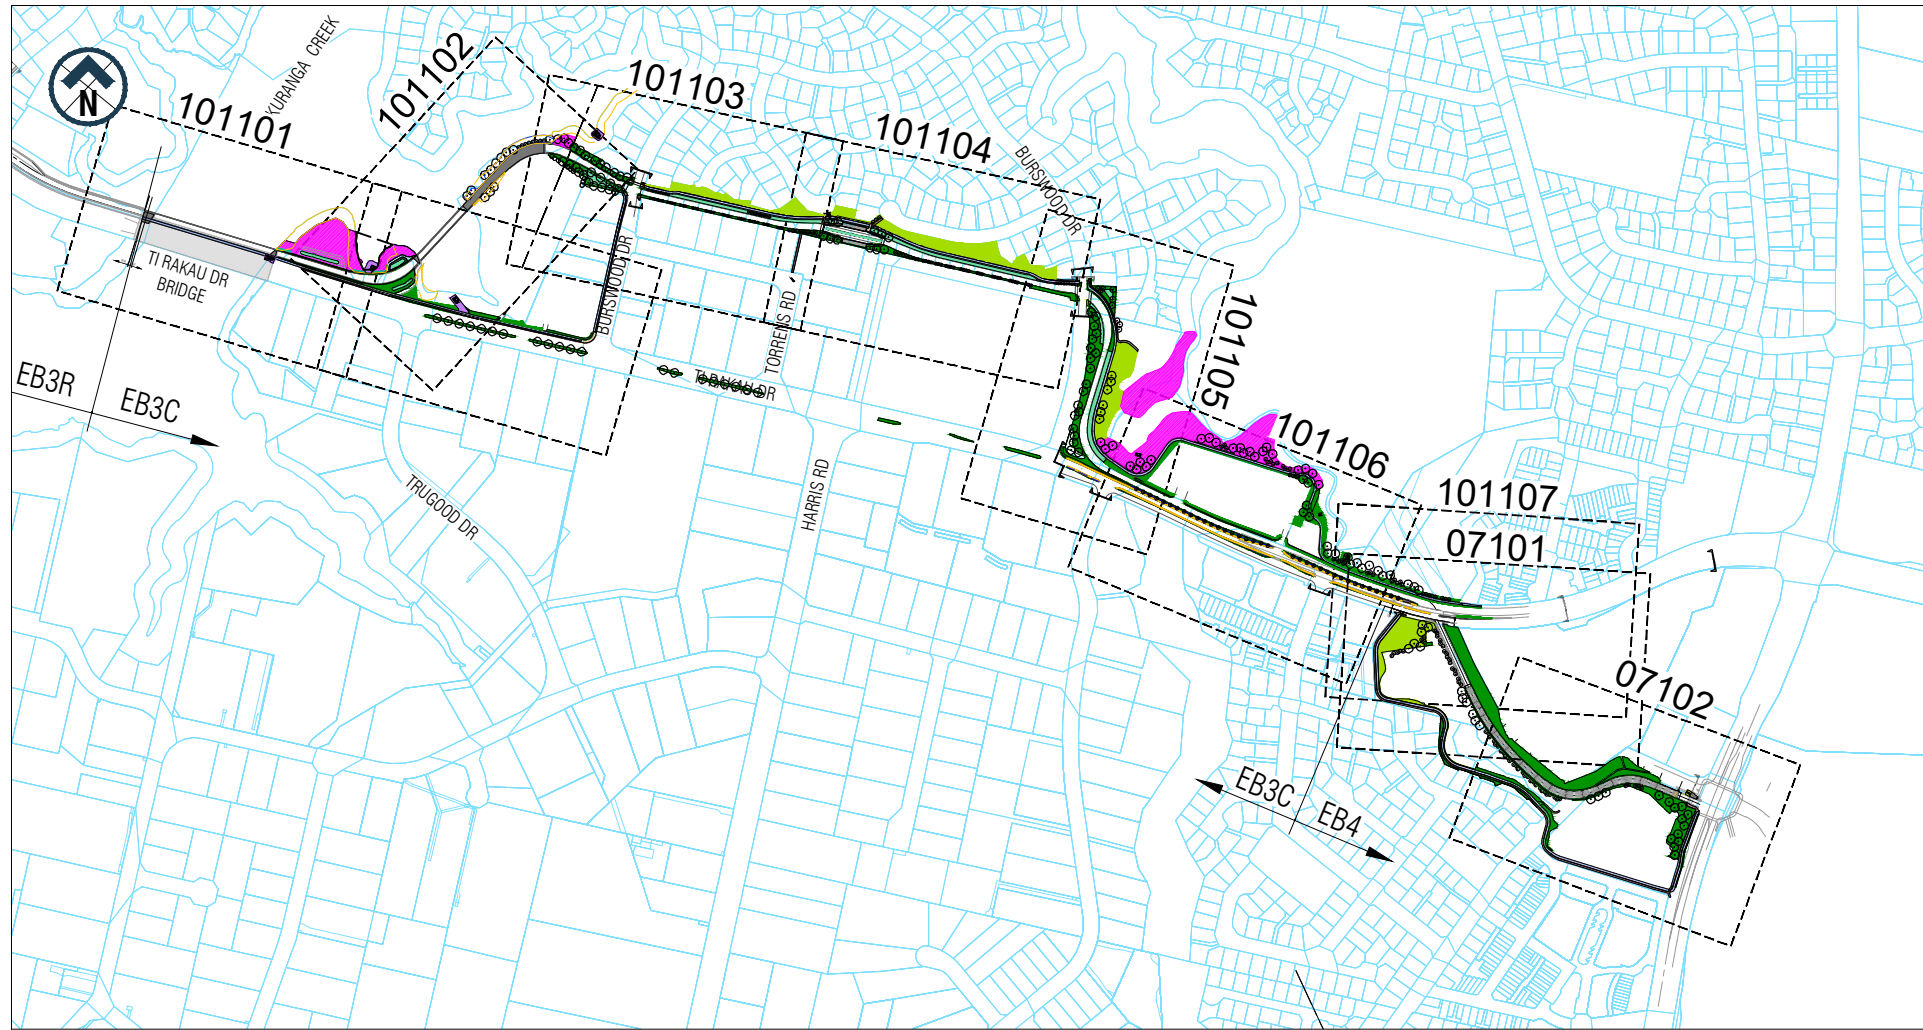 KURANGA CREEK
101102
101103
101101
101104
N
BURSWOOD DR
TI RAKAU DR
BRIDGE
BURSWOOD DR
TORRENS RD
101105
TI RAKAU DR
EB3R
EB3C
101106
TRUGOOD DR
HARRIS RD
101107
07101
07102
EB3C
EB4